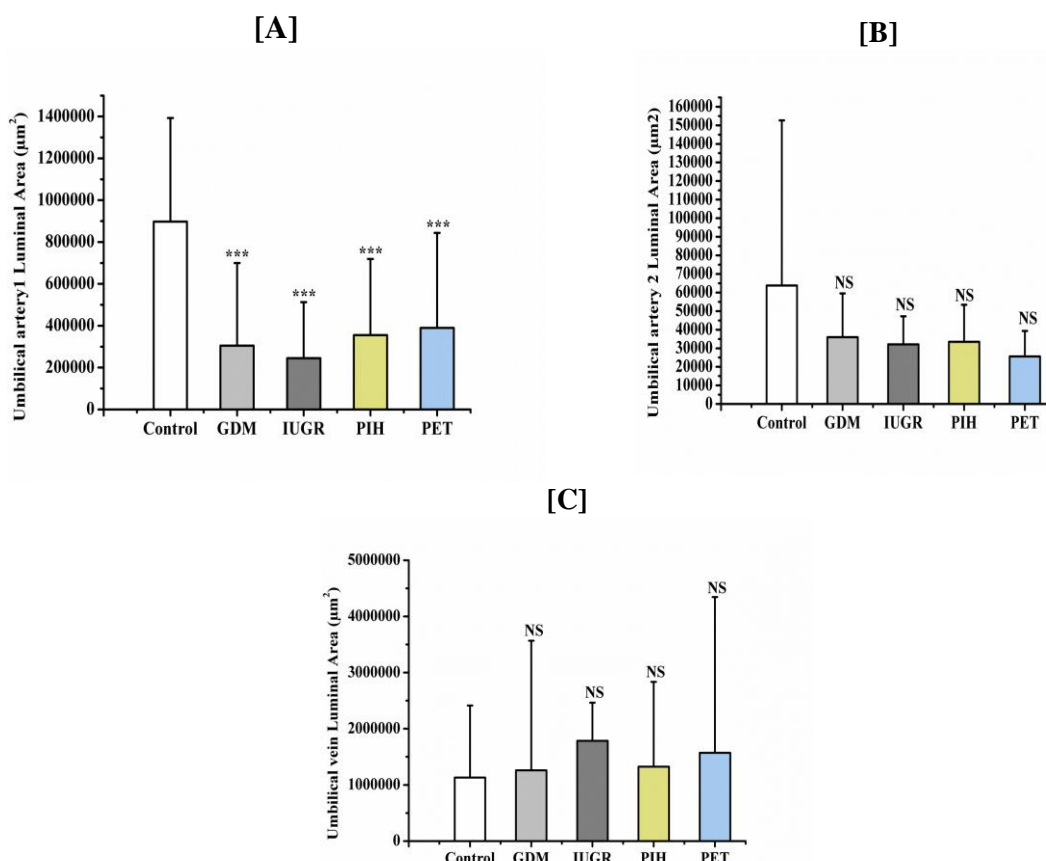 [A]
Umbilical artery1 Luminal Area (µm²)
1400000
1200000
1000000
800000
600000
400000
200000
0
***
***
***
***
Control GDM IUGR PIH PET
[B]
Umbilical artery 2 Luminal Area (µm2)
160000
150000
140000
130000
120000
110000
100000
90000
80000
70000
60000
50000
40000
30000
20000
10000
0
NS
NS
NS
NS
Control GDM IUGR PIH PET
[C]
Umbilical vein Luminal Area (µm²)
5000000
4000000
3000000
2000000
1000000
0
NS
NS
NS
NS
Control GDM IUGR PIH PET